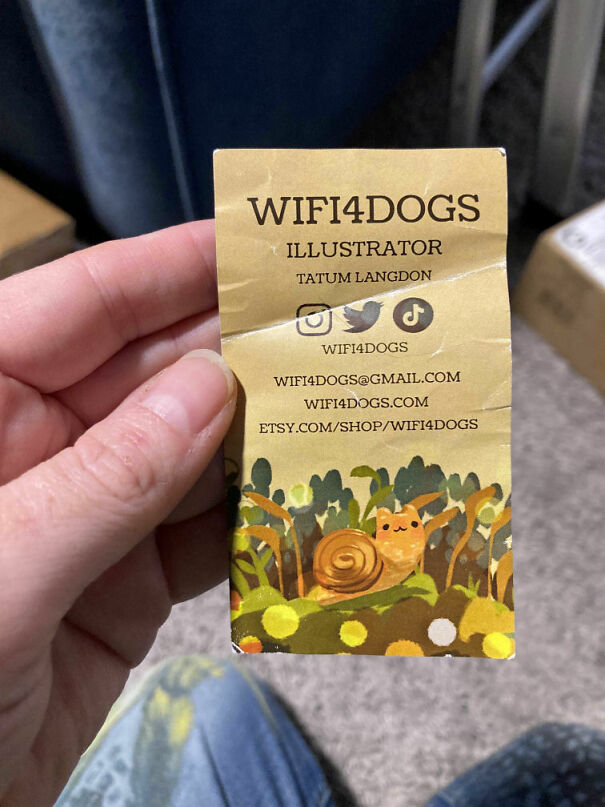 WIFI4DOGS
ILLUSTRATOR
TATUM LANGDON
WIFI4DOGS
WIFI4DOGS@GMAIL.COM
WIFI4DOGS.COM
ETSY.COM/SHOP/WIFI4DOGS